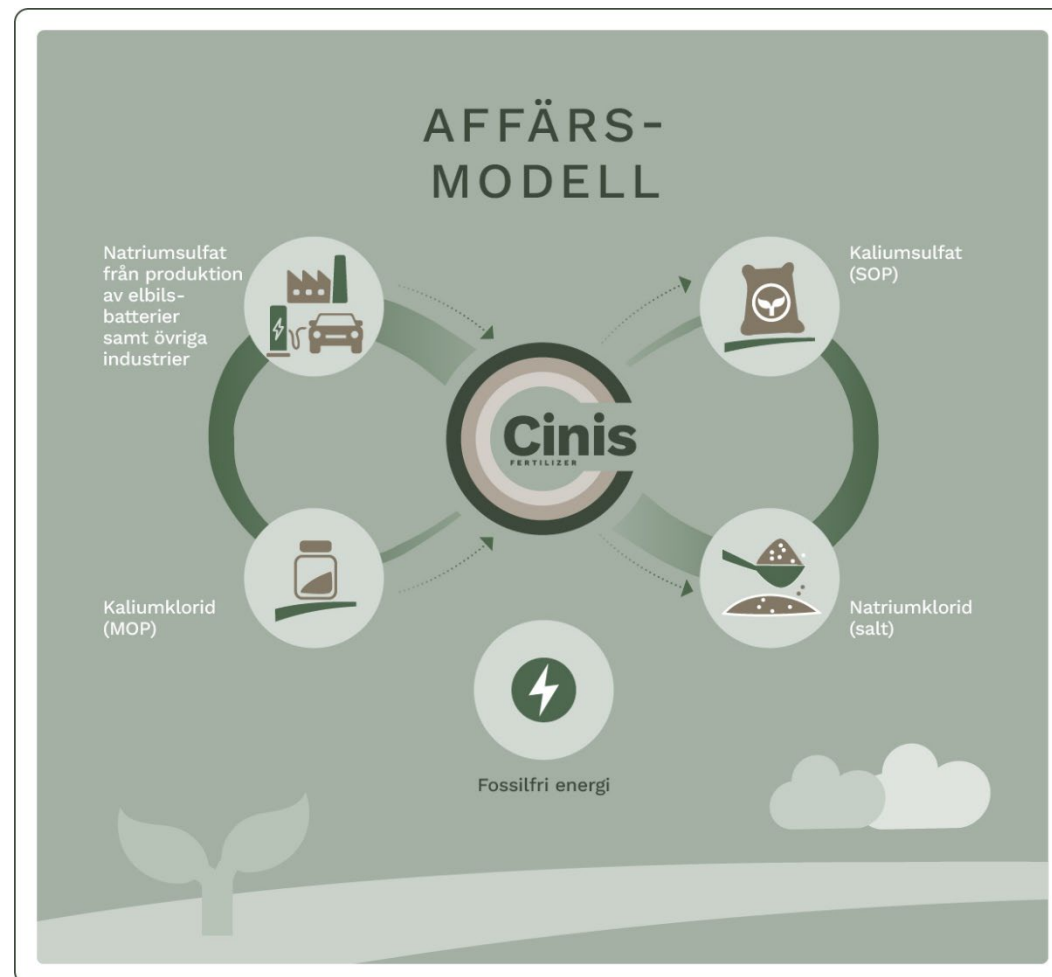 AFFÄRS-
MODELL
Natriumsulfat
från produktion
av elbils-
batterier
samt övriga
industrier
Kaliumsulfat
(SOP)
Cinis
FERTILIZER
Kaliumklorid
(MOP)
Natriumklorid
(salt)
Fossilfri energi